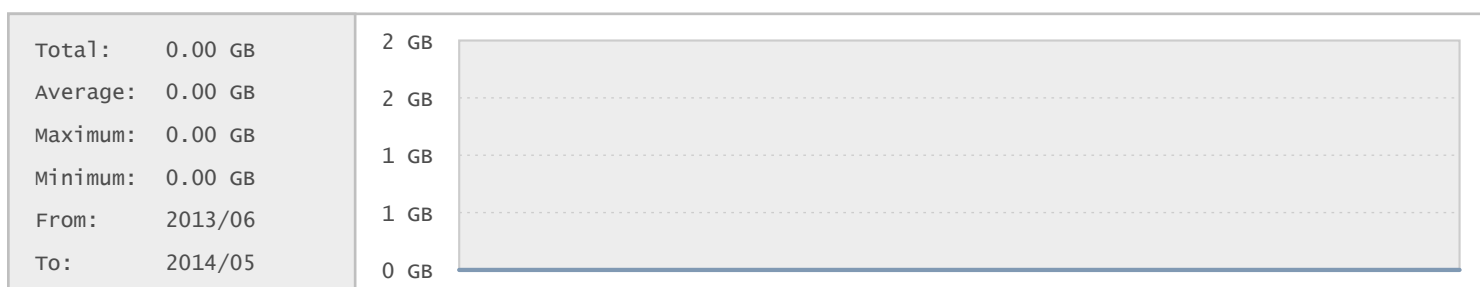 Total: 0.00 GB
Average: 0.00 GB
Maximum: 0.00 GB
Minimum: 0.00 GB
From: 2013/06
To: 2014/05
2 GB
2 GB
1 GB
1 GB
0 GB